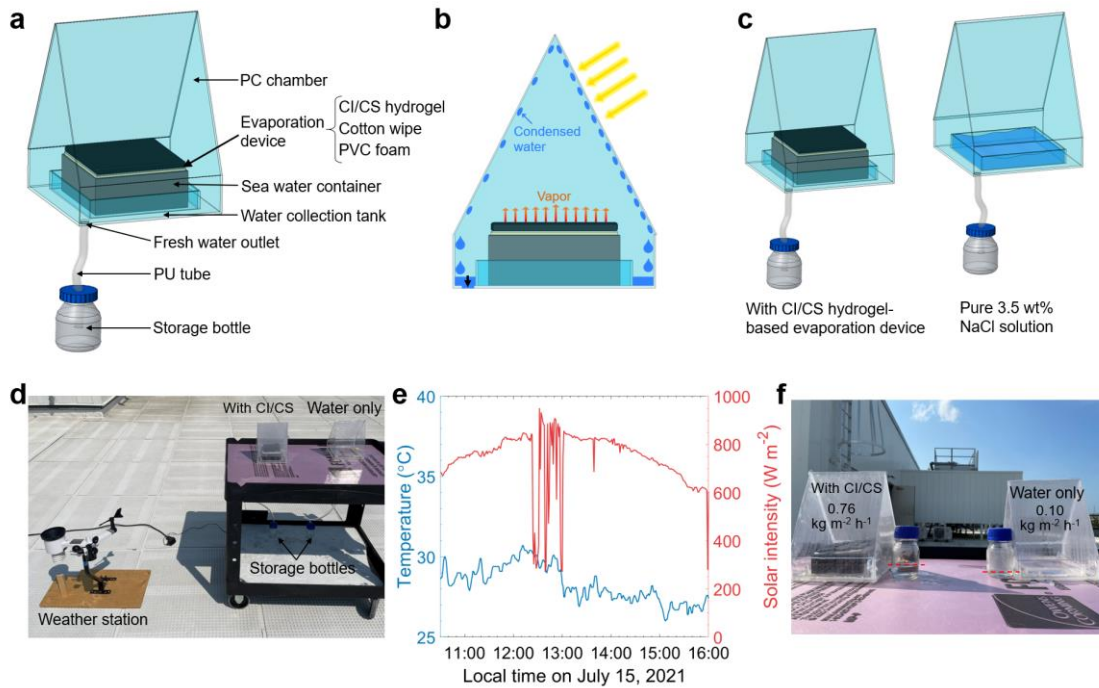 a
PC chamber
Evaporation
device
CI/CS hydrogel
Cotton wipe
PVC foam
Sea water container
Water collection tank
Fresh water outlet
PU tube
Storage bottle
b
Condensed
water
Vapor
c
With CI/CS hydrogel-
based evaporation device
Pure 3.5 wt%
NaCl solution
d
With CI/CS
Water only
Storage bottles
Weather station
e
40
35
30
25
Temperature (°C)
1000
800
600
400
200
0
Solar intensity (W m⁻²)
11:00 12:00 13:00 14:00 15:00 16:00
Local time on July 15, 2021
f
With CI/CS
0.76
kg m⁻² h⁻¹
Water only
0.10
kg m⁻² h⁻¹